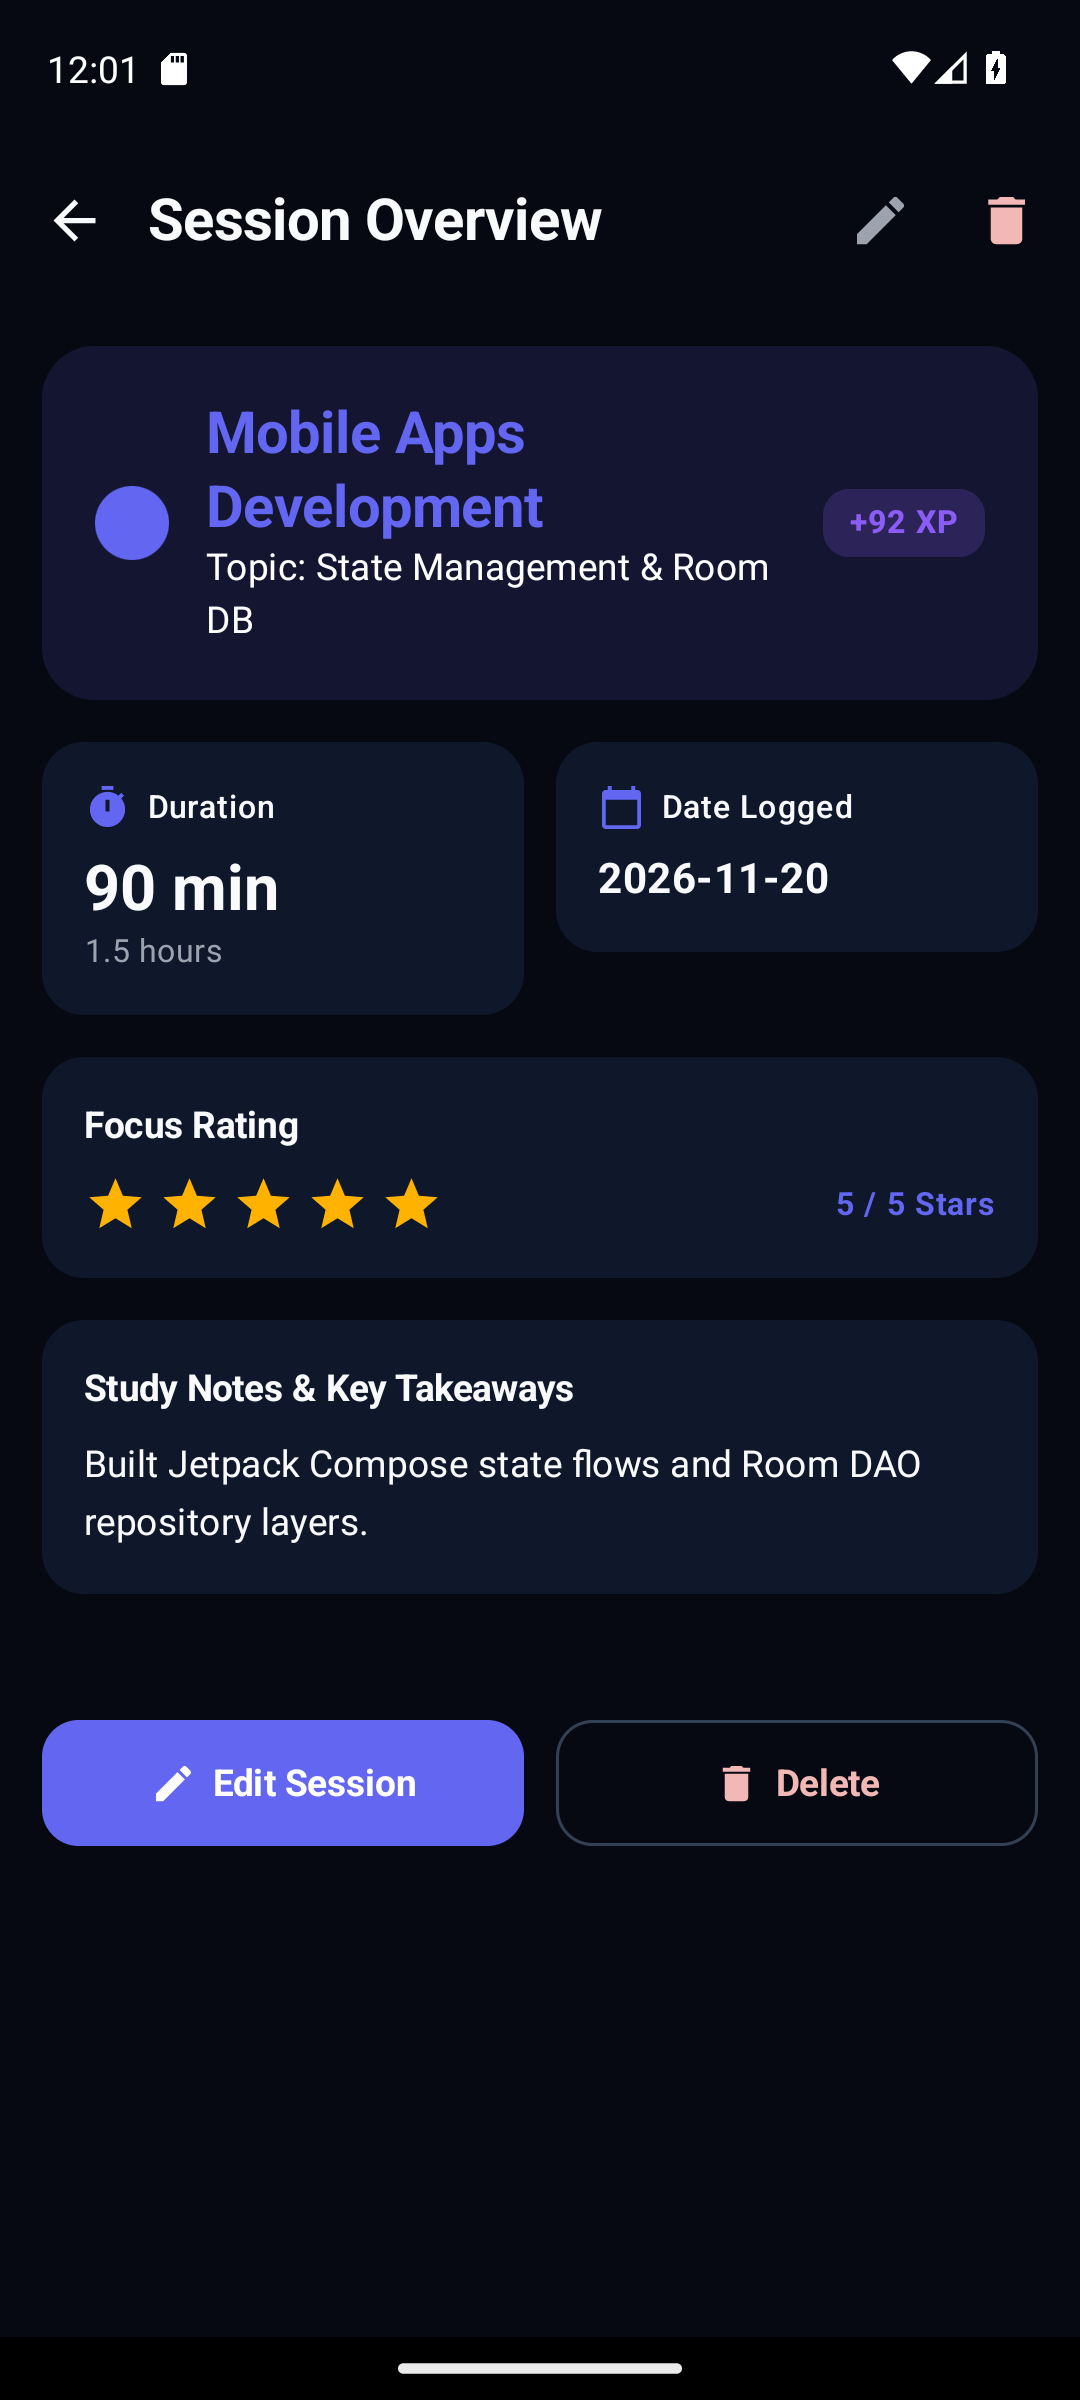 12:01
Session Overview
Mobile Apps
Development
Topic: State Management & Room
DB
+92 XP
Duration
90 min
1.5 hours
Date Logged
2026-11-20
Focus Rating
5 / 5 Stars
Study Notes & Key Takeaways
Built Jetpack Compose state flows and Room DAO
repository layers.
Edit Session
Delete